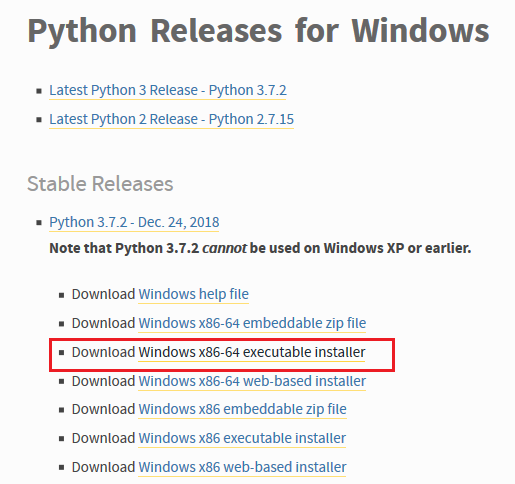 Python Releases for Windows
Latest Python 3 Release - Python 3.7.2
Latest Python 2 Release - Python 2.7.15
Stable Releases
Python 3.7.2 - Dec. 24, 2018
Note that Python 3.7.2 cannot be used on Windows XP or earlier.
Download Windows help file
Download Windows x86-64 embeddable zip file
Download Windows x86-64 executable installer
Download Windows x86-64 web-based installer
Download Windows x86 embeddable zip file
Download Windows x86 executable installer
Download Windows x86 web-based installer